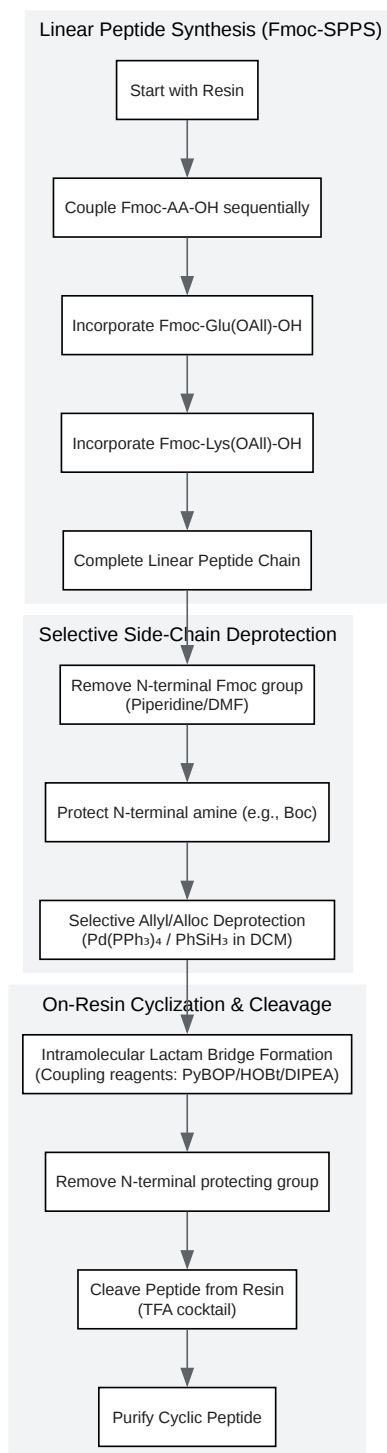 Linear Peptide Synthesis (Fmoc-SPPS)
Start with Resin
Couple Fmoc-AA-OH sequentially
Incorporate Fmoc-Glu(OAll)-OH
Incorporate Fmoc-Lys(OAll)-OH
Complete Linear Peptide Chain
Selective Side-Chain Deprotection
Remove N-terminal Fmoc group
(Piperidine/DMF)
Protect N-terminal amine (e.g., Boc)
Selective Allyl/Alloc Deprotection
(Pd(PPh₃)₄ / PhSiH₃ in DCM)
On-Resin Cyclization & Cleavage
Intramolecular Lactam Bridge Formation
(Coupling reagents: PyBOP/HOBt/DIPEA)
Remove N-terminal protecting group
Cleave Peptide from Resin
(TFA cocktail)
Purify Cyclic Peptide